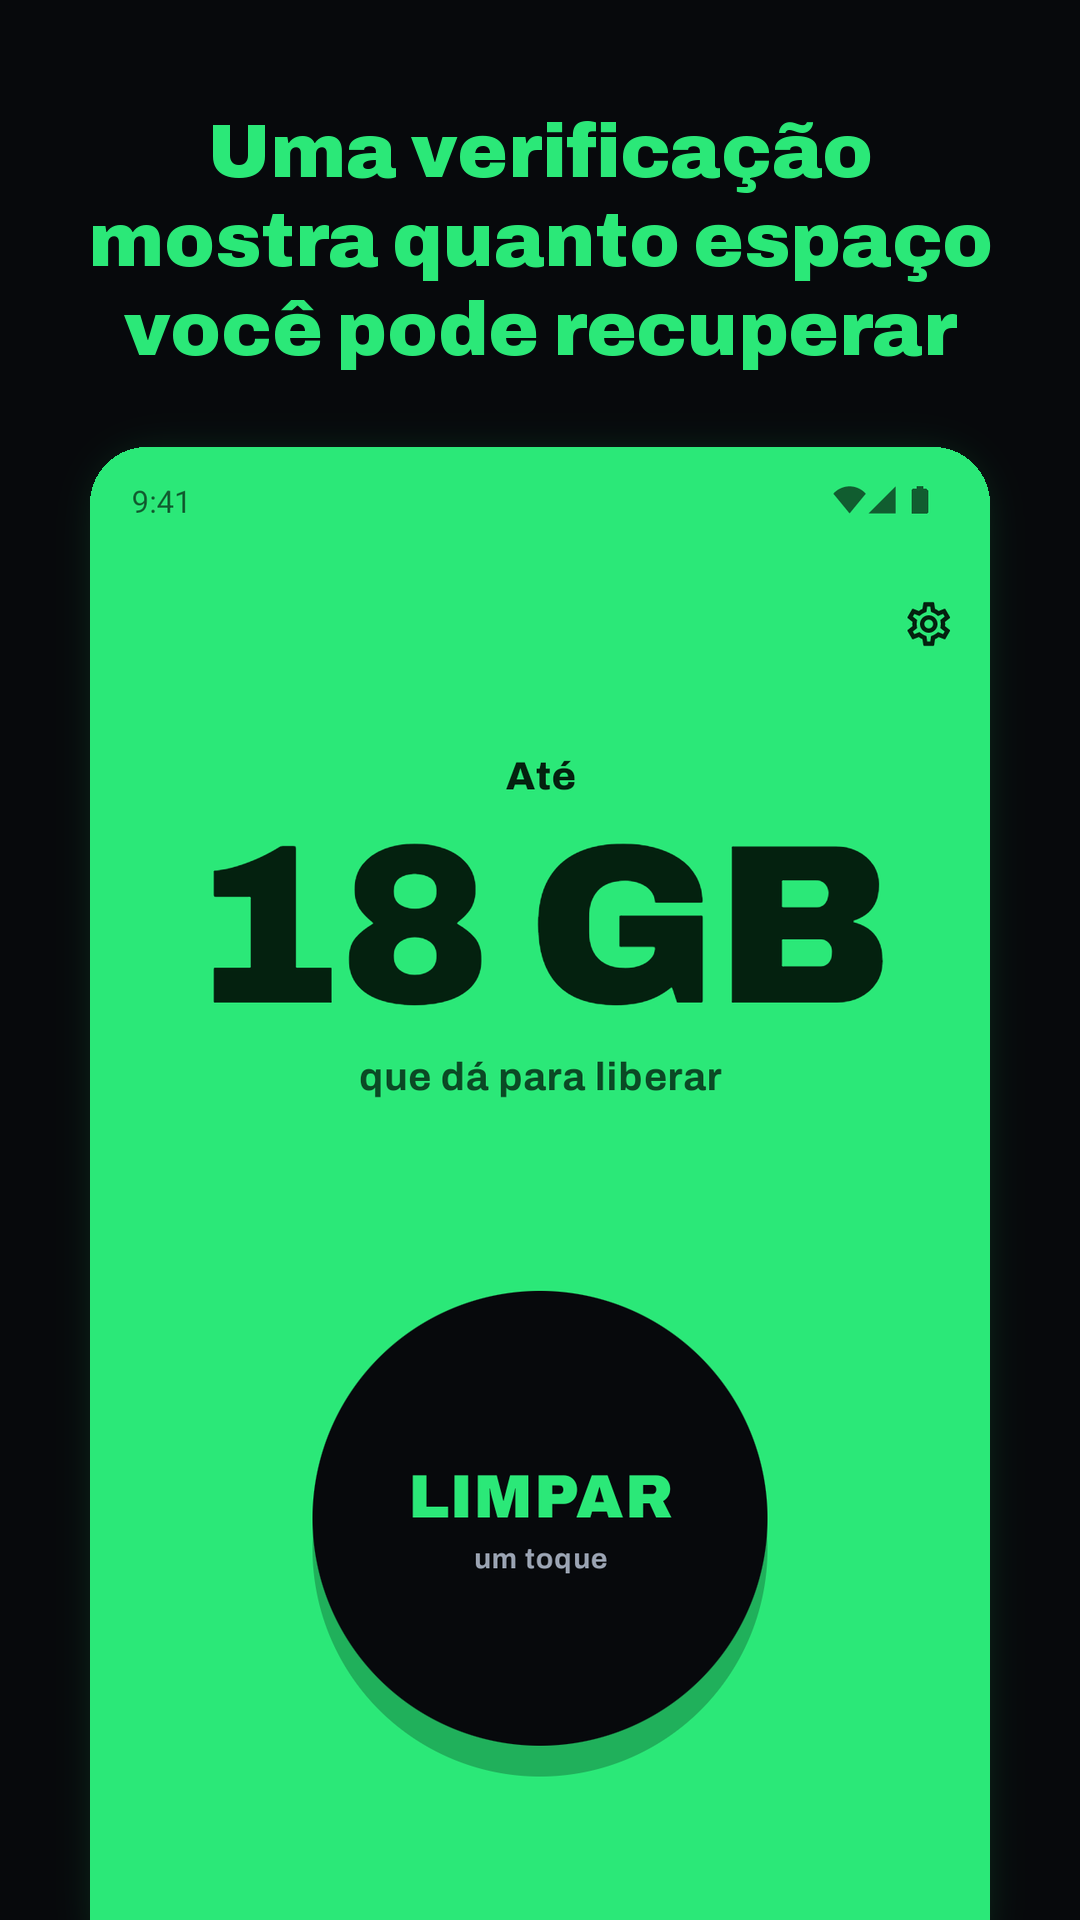 Uma verificação
mostra quanto espaço
você pode recuperar
9:41
Até
18 GB
que dá para liberar
LIMPAR
um toque